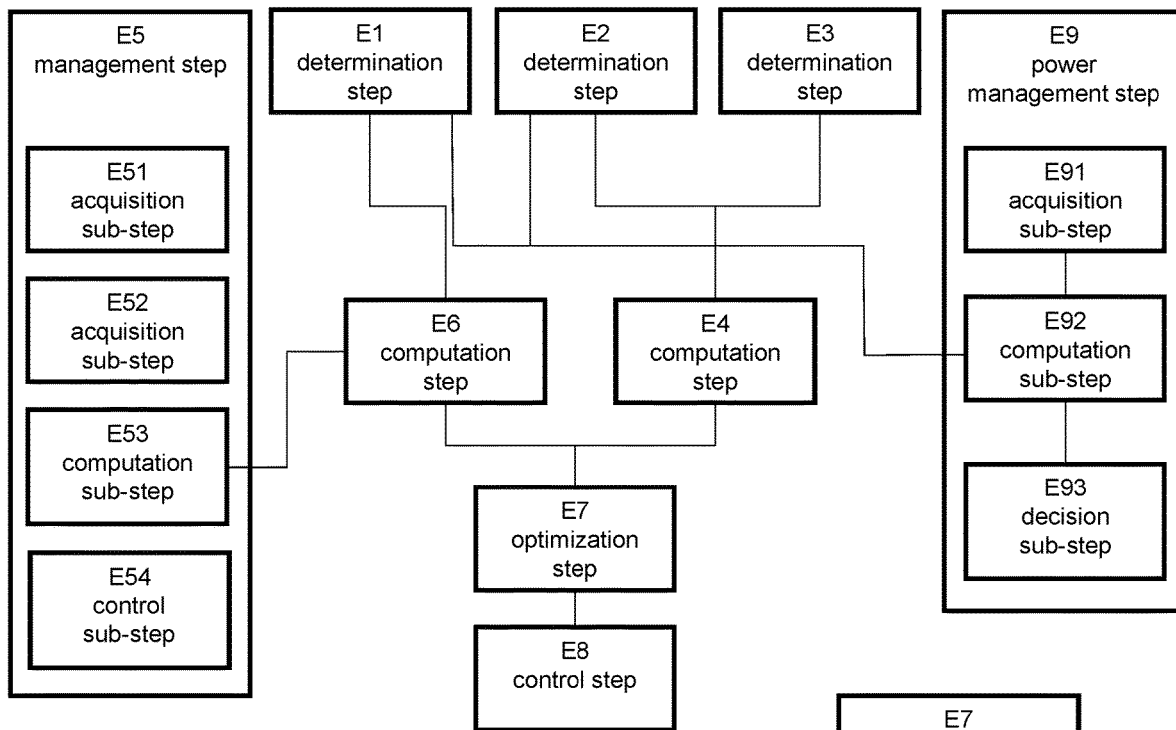 E5
management step
E51
acquisition
sub-step
E52
acquisition
sub-step
E53
computation
sub-step
E54
control
sub-step
E1
determination
step
E2
determination
step
E3
determination
step
E6
computation
step
E4
computation
step
E7
optimization
step
E8
control step
E9
power
management step
E91
acquisition
sub-step
E92
computation
sub-step
E93
decision
sub-step
E7